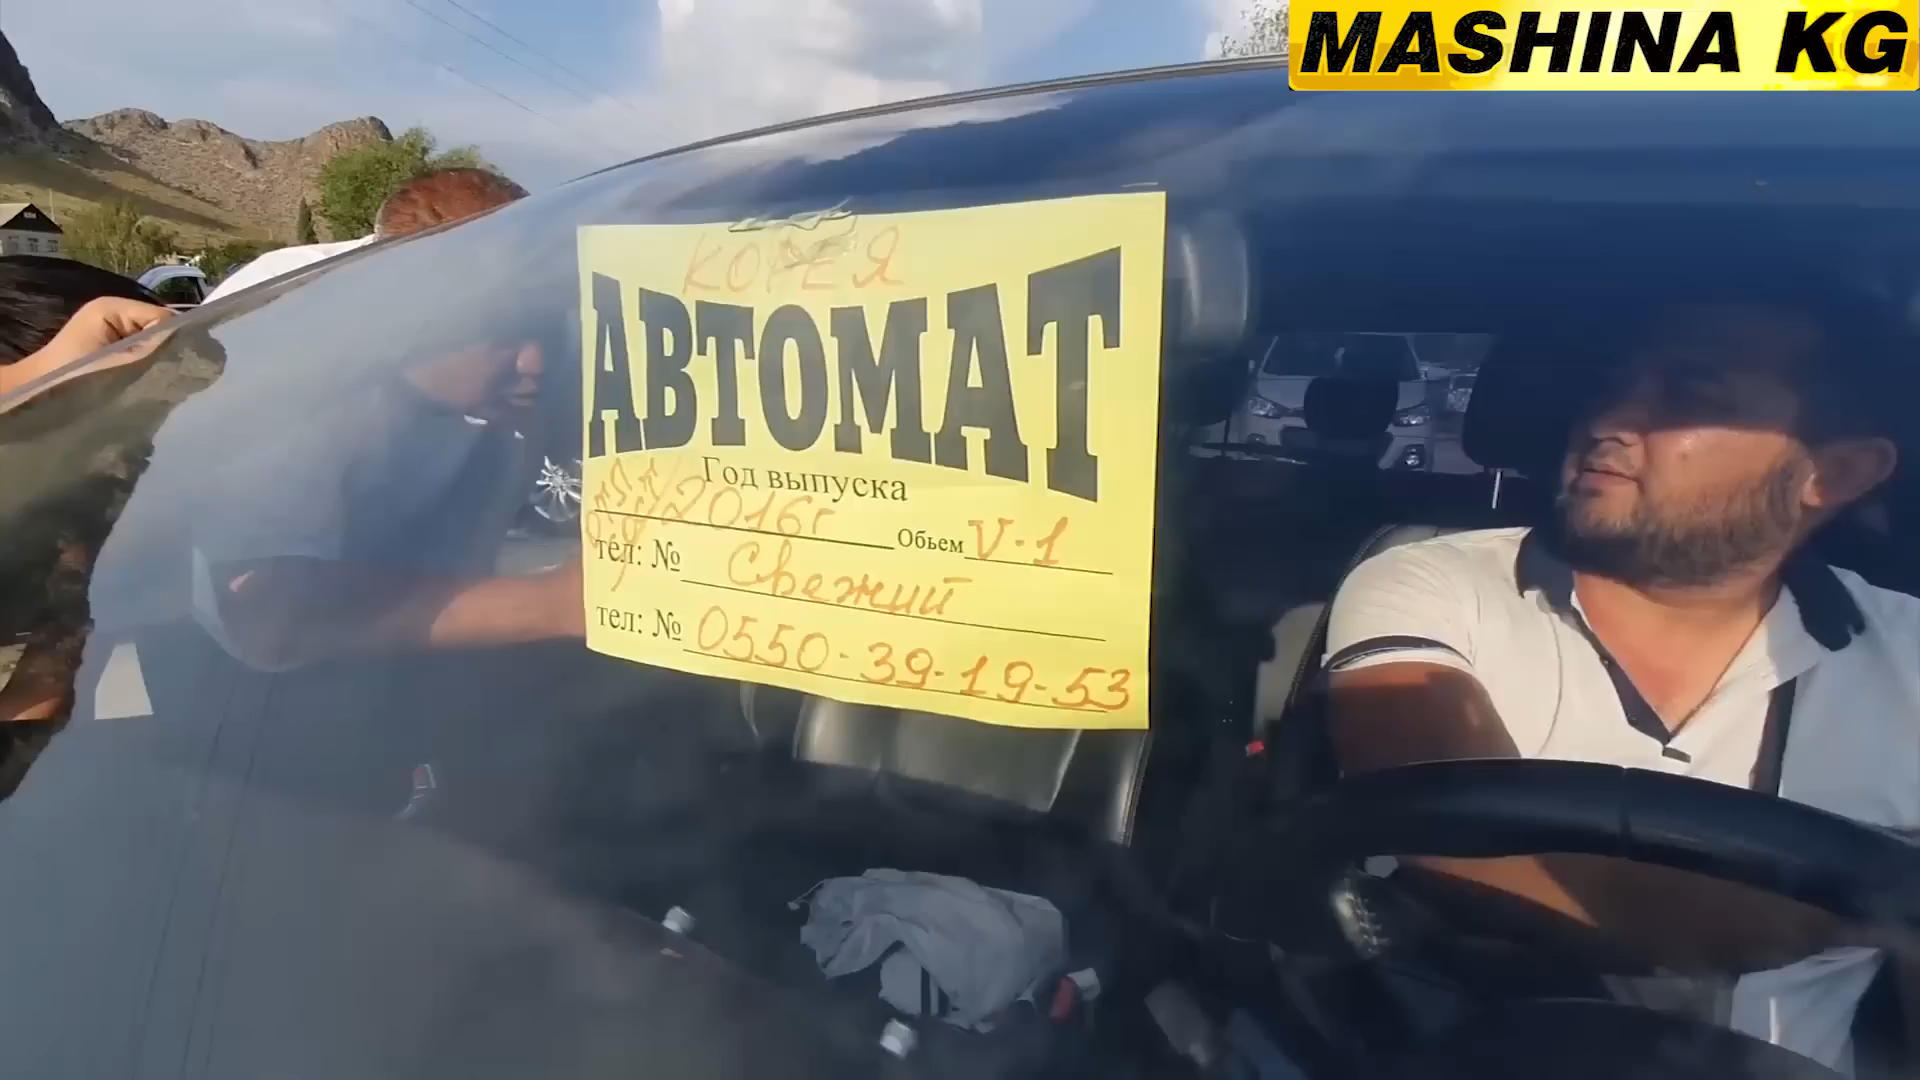 MASHINA KG
КОРЕЯ
АВТОМАТ
Год выпуска
2016г Обьем V-1
тел: № Свежий
тел: № 0550-39-19-53